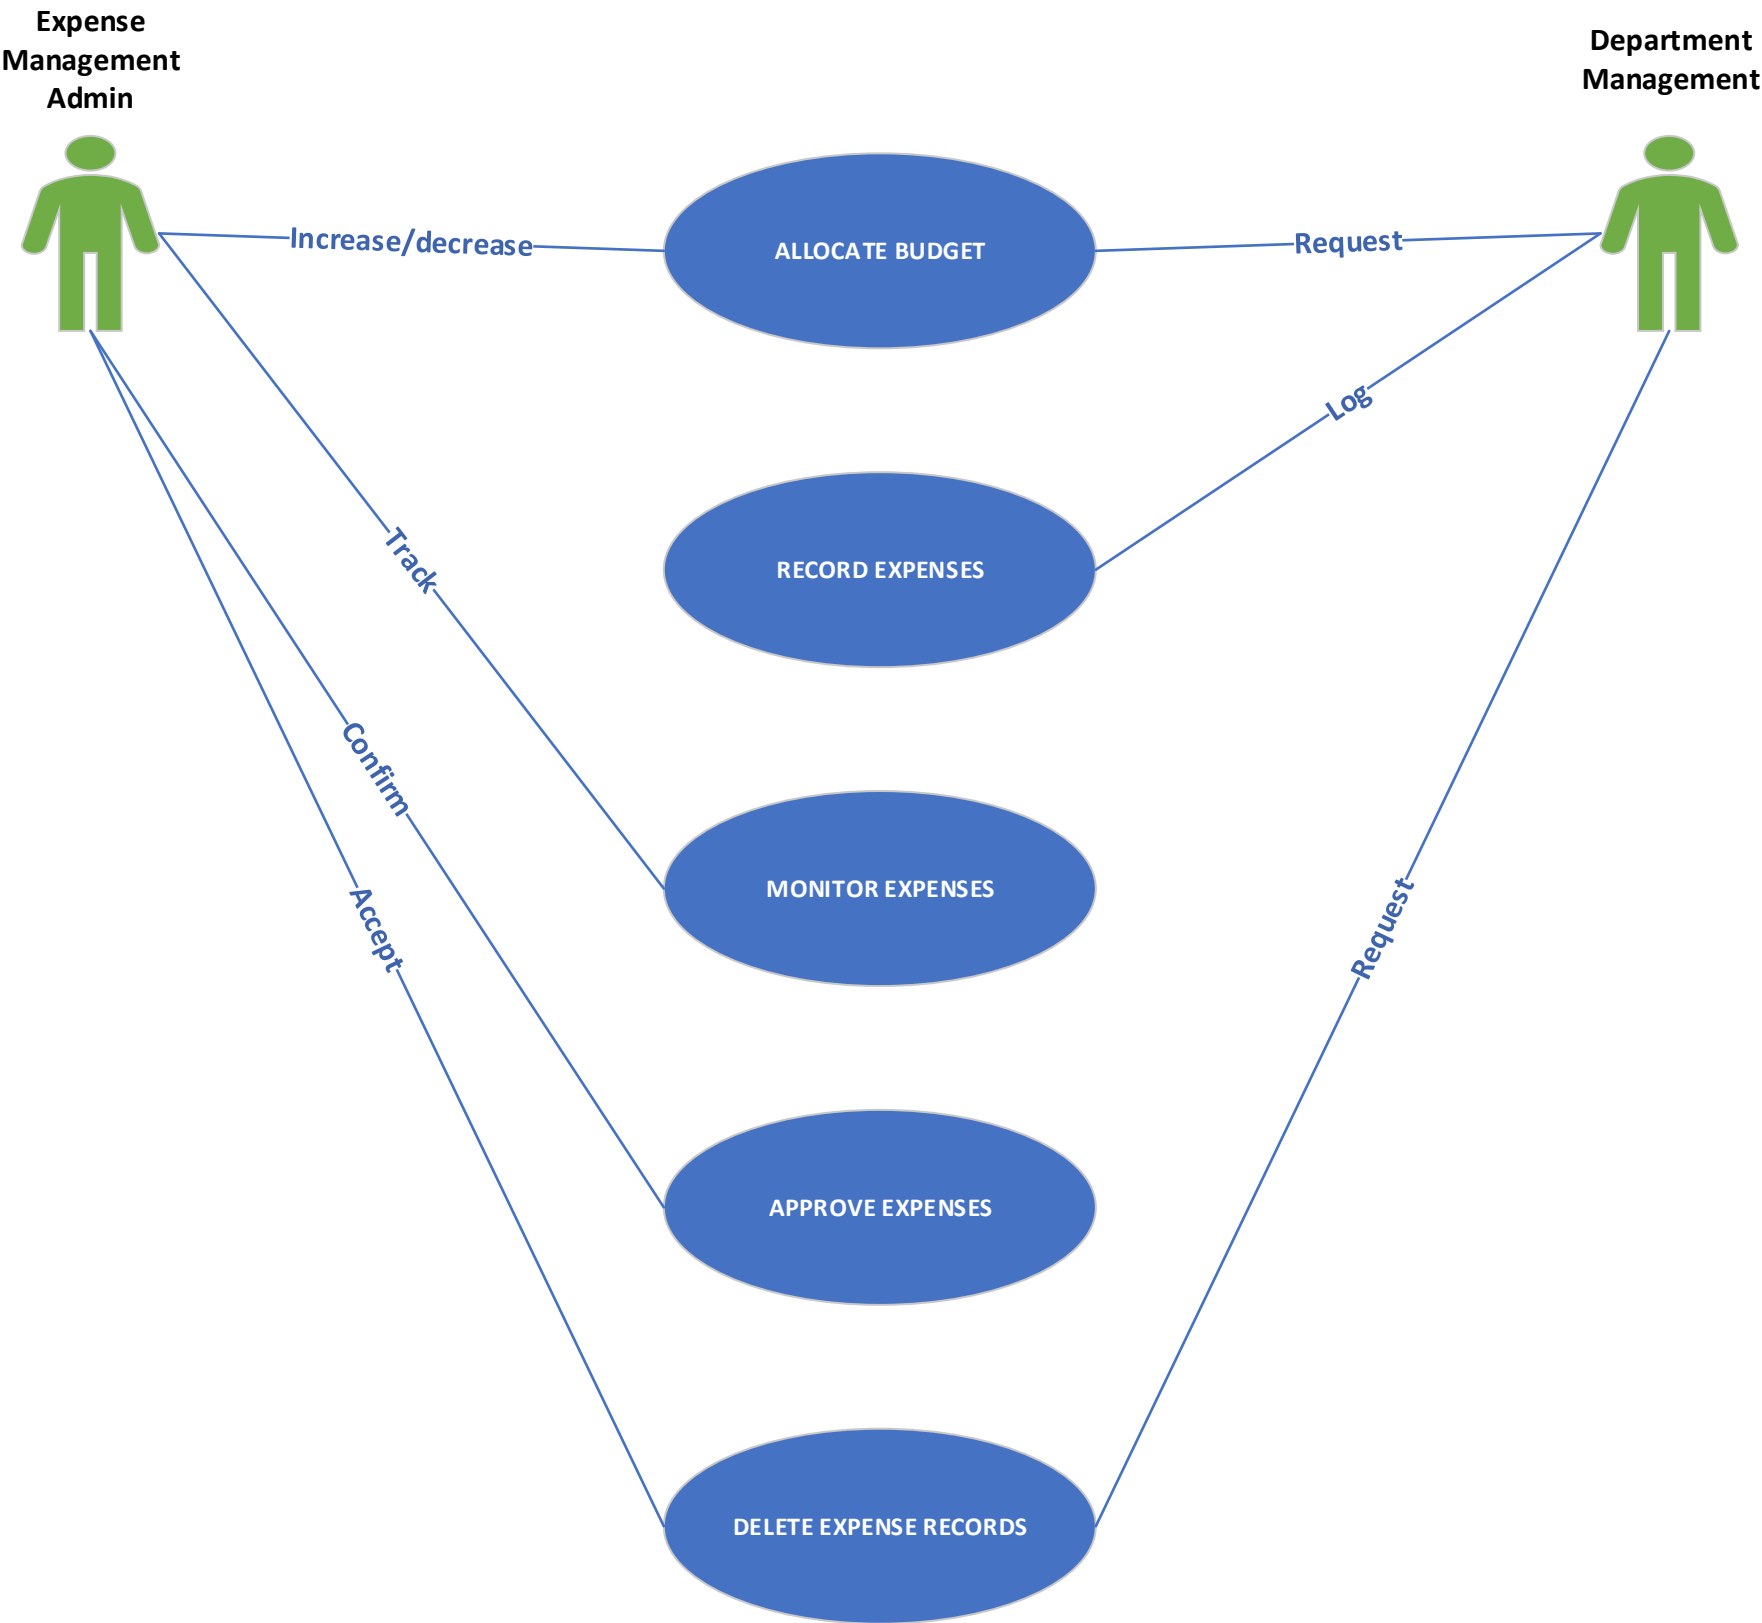 Expense
Management
Admin
Department
Management
Increase/decrease
ALLOCATE BUDGET
Request
Log
Track
RECORD EXPENSES
Confirm
MONITOR EXPENSES
Accept
Request
APPROVE EXPENSES
DELETE EXPENSE RECORDS